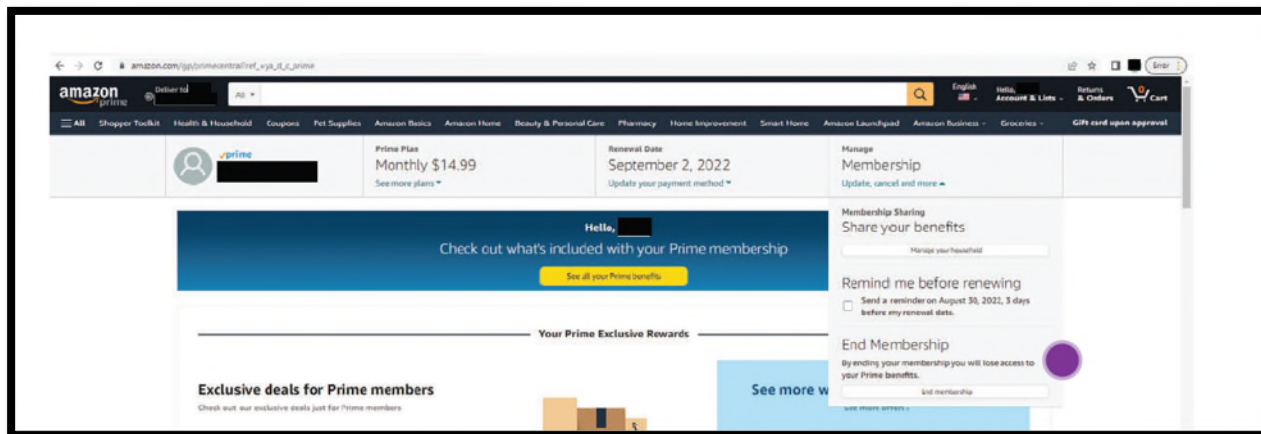 amazon.com/gp/primecentral?ref_=ya_d_c_prime
Error
amazon
prime
Deliver to
All
English
Hello,
Account & Lists
Returns
& Orders
0
Cart
All Shopper Toolkit Health & Household Coupons Pet Supplies Amazon Basics Amazon Home Beauty & Personal Care Pharmacy Home Improvement Smart Home Amazon Launchpad Amazon Business Groceries Gift card upon approval
prime
Prime Plan
Monthly $14.99
See more plans
Renewal Date
September 2, 2022
Update your payment method
Manage
Membership
Update, cancel and more
Hello,
Check out what's included with your Prime membership
See all your Prime benefits
Membership Sharing
Share your benefits
Manage your household
Remind me before renewing
Send a reminder on August 30, 2022, 3 days
before my renewal date.
End Membership
By ending your membership you will lose access to
your Prime benefits.
End membership
Your Prime Exclusive Rewards
Exclusive deals for Prime members
Check out our exclusive deals just for Prime members
See more w
See more offers